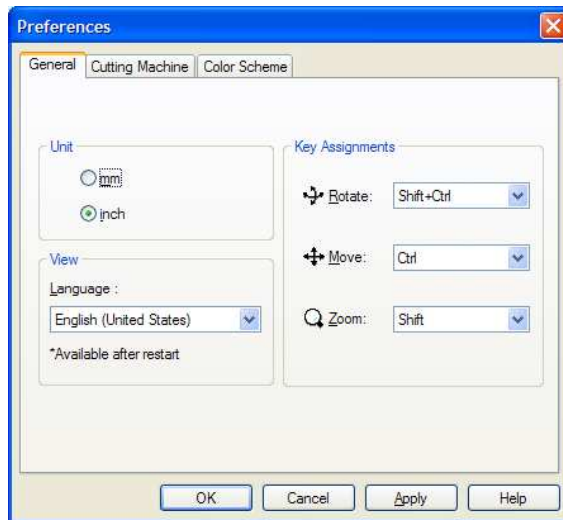 Preferences
General Cutting Machine Color Scheme
Unit
mm
inch
View
Language :
English (United States)
*Available after restart
Key Assignments
Rotate: Shift+Ctrl
Move: Ctrl
Zoom: Shift
OK Cancel Apply Help